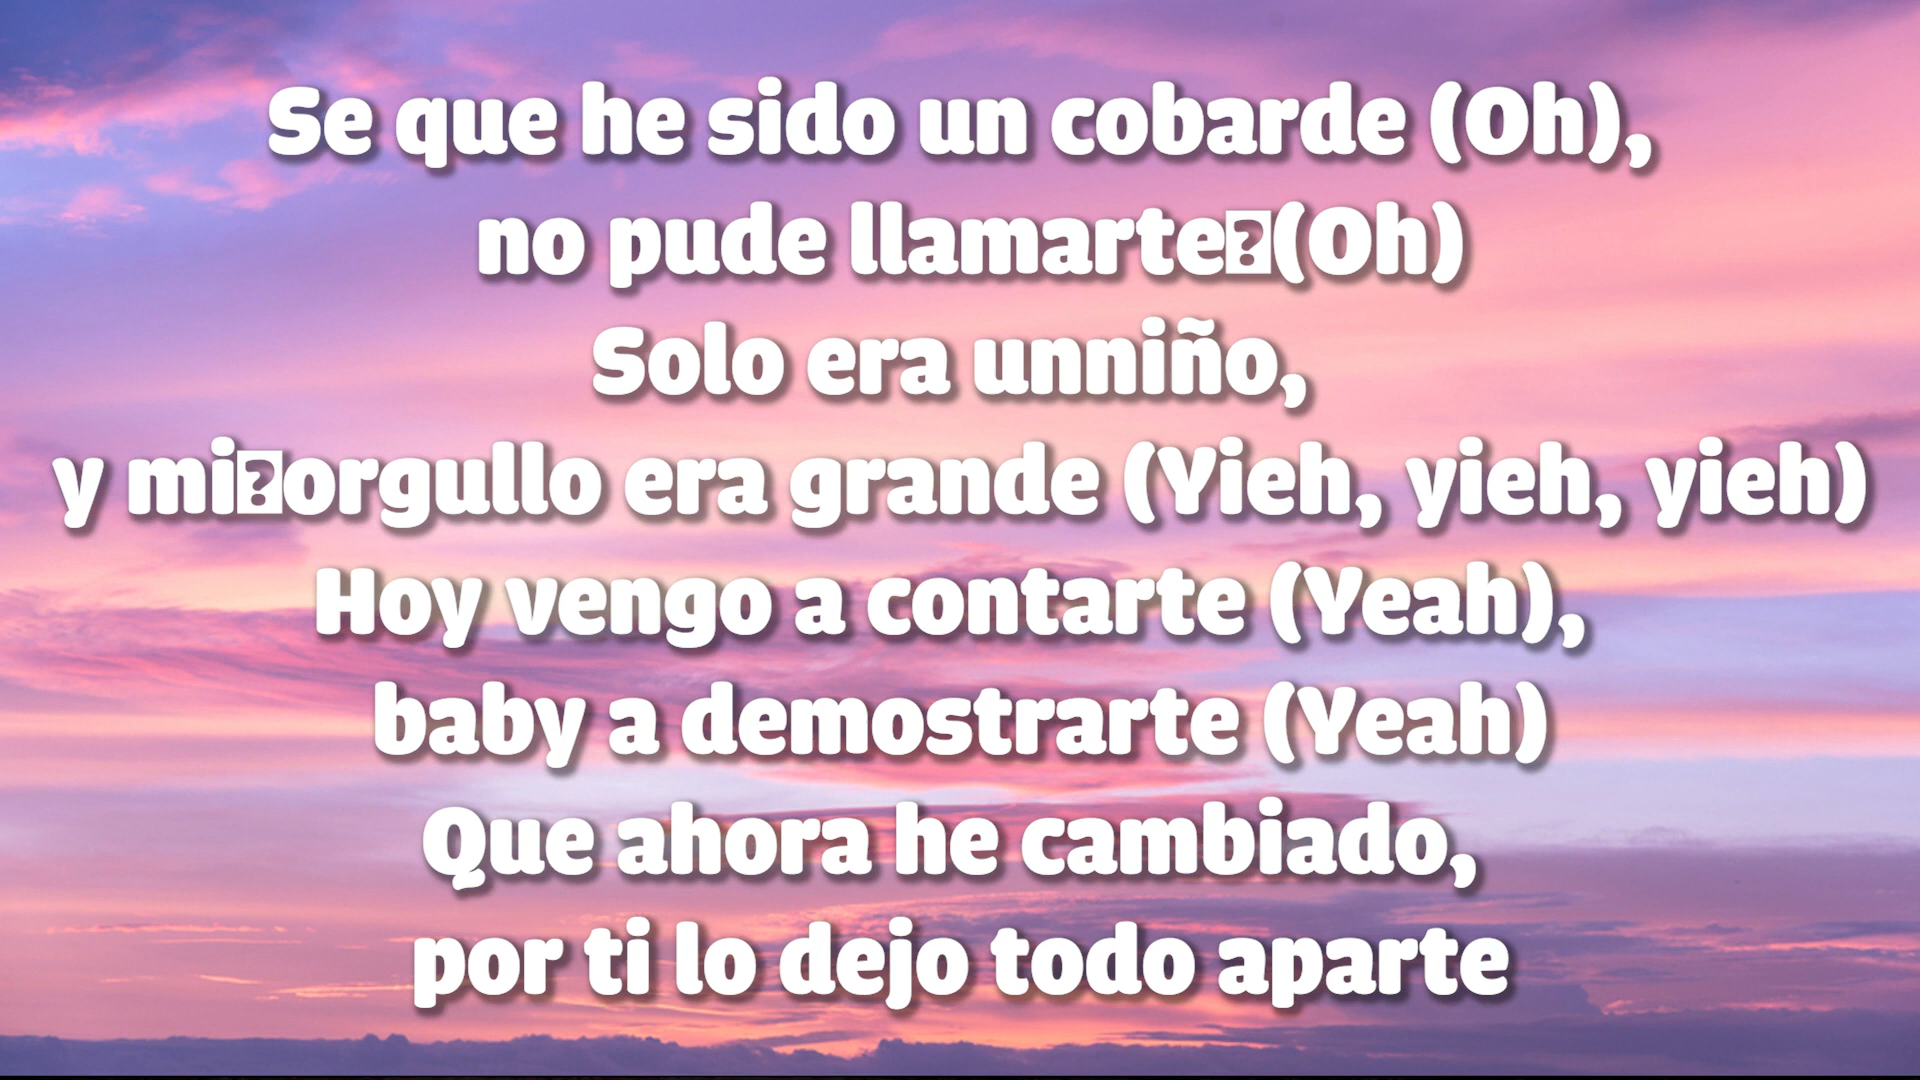 Se que he sido un cobarde (Oh),
no pude llamarte�(Oh)
Solo era unniño,
y mi�orgullo era grande (Yieh, yieh, yieh)
Hoy vengo a contarte (Yeah),
baby a demostrarte (Yeah)
Que ahora he cambiado,
por ti lo dejo todo aparte